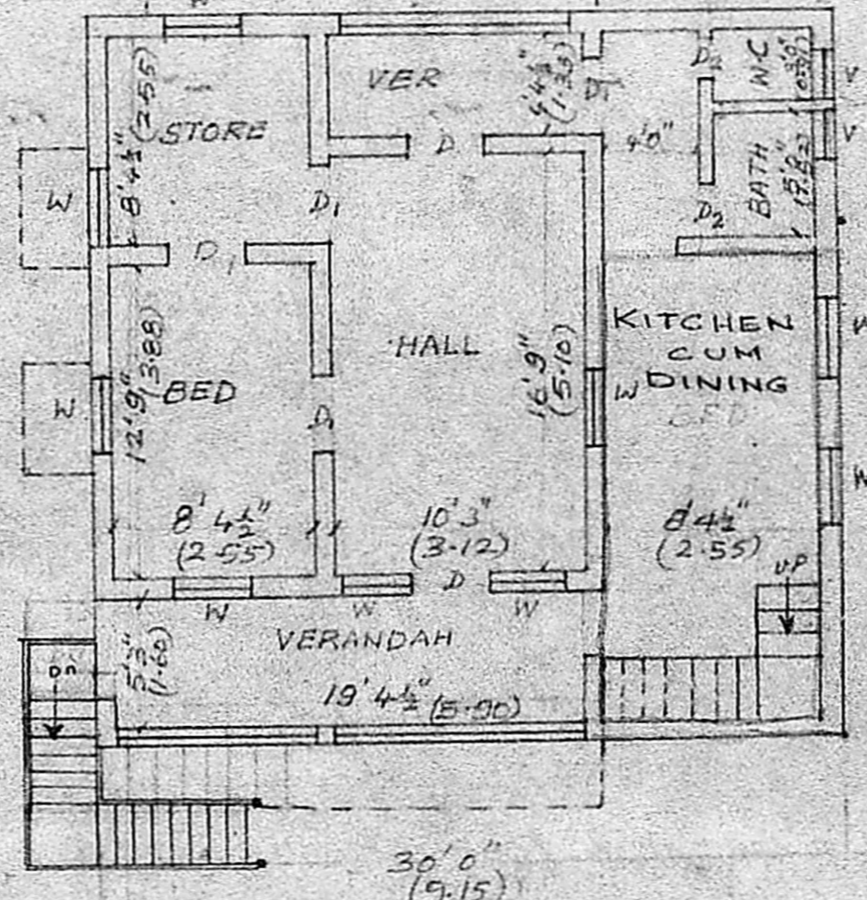 W
VER
4'4½"
(1.33)
D2
W.C
V
V
STORE
8'4½"
(2.55)
D
4'0"
BATH
W
D1
D2
D1
KITCHEN
CUM
DINING
BED
HALL
16'9"
(5.10)
W
W
W
BED
12'9"
(3.88)
W
D1
W
8'4½"
(2.55)
10'3"
(3.12)
8'4½"
(2.55)
UP
D
W
W
W
VERANDAH
5'3"
(1.60)
Dn
19'4½" (5.90)
30'0"
(9.15)